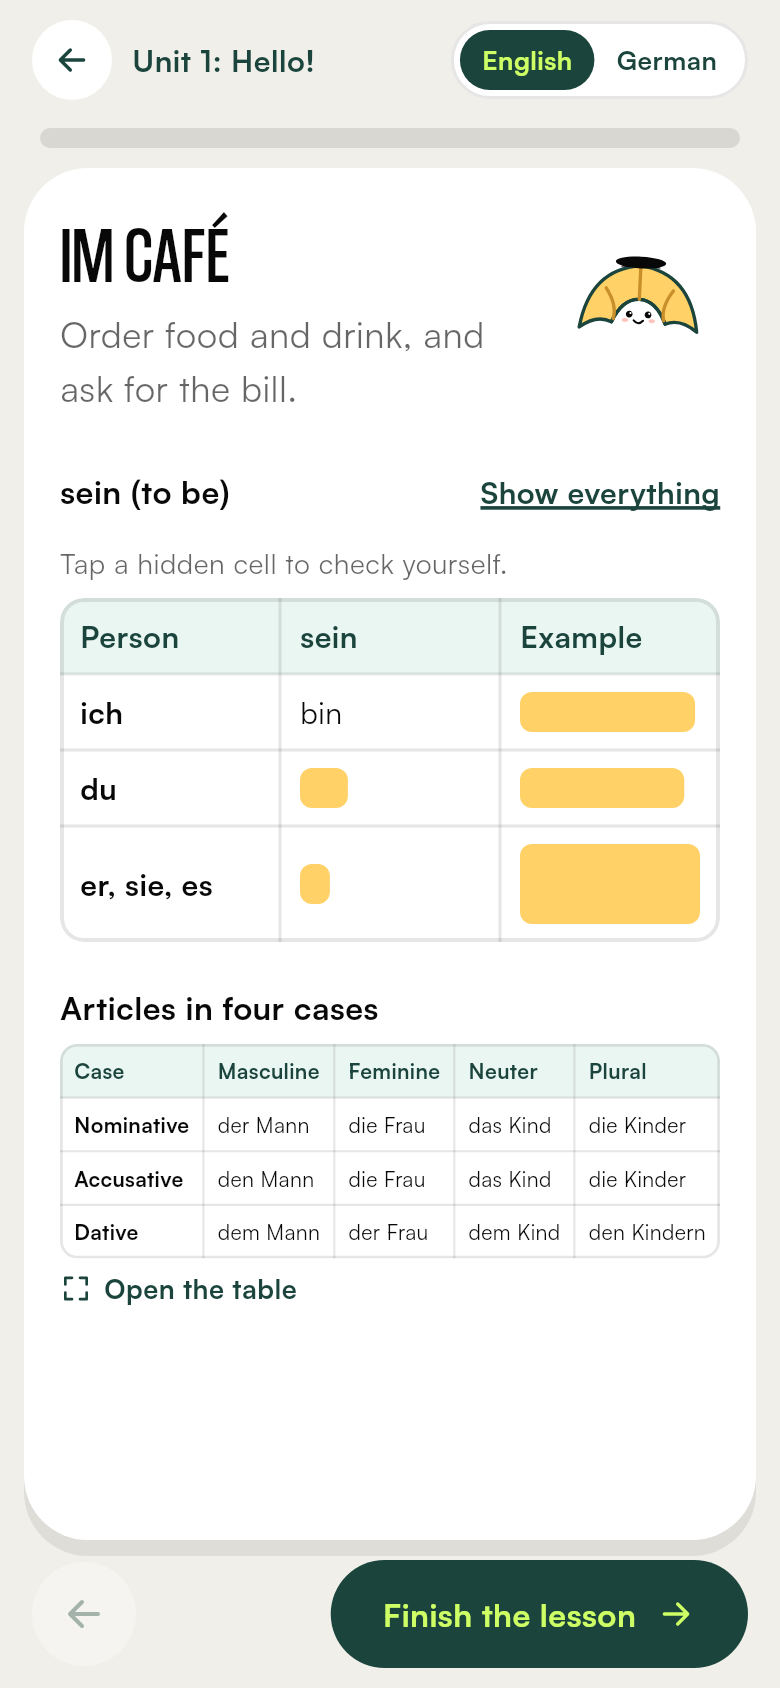 Unit 1: Hello!
English German
IM CAFÉ
Order food and drink, and
ask for the bill.
sein (to be) Show everything
Tap a hidden cell to check yourself.
Person sein Example
ich bin
du
er, sie, es
Articles in four cases
Case Masculine Feminine Neuter Plural
Nominative der Mann die Frau das Kind die Kinder
Accusative den Mann die Frau das Kind die Kinder
Dative dem Mann der Frau dem Kind den Kindern
Open the table
Finish the lesson